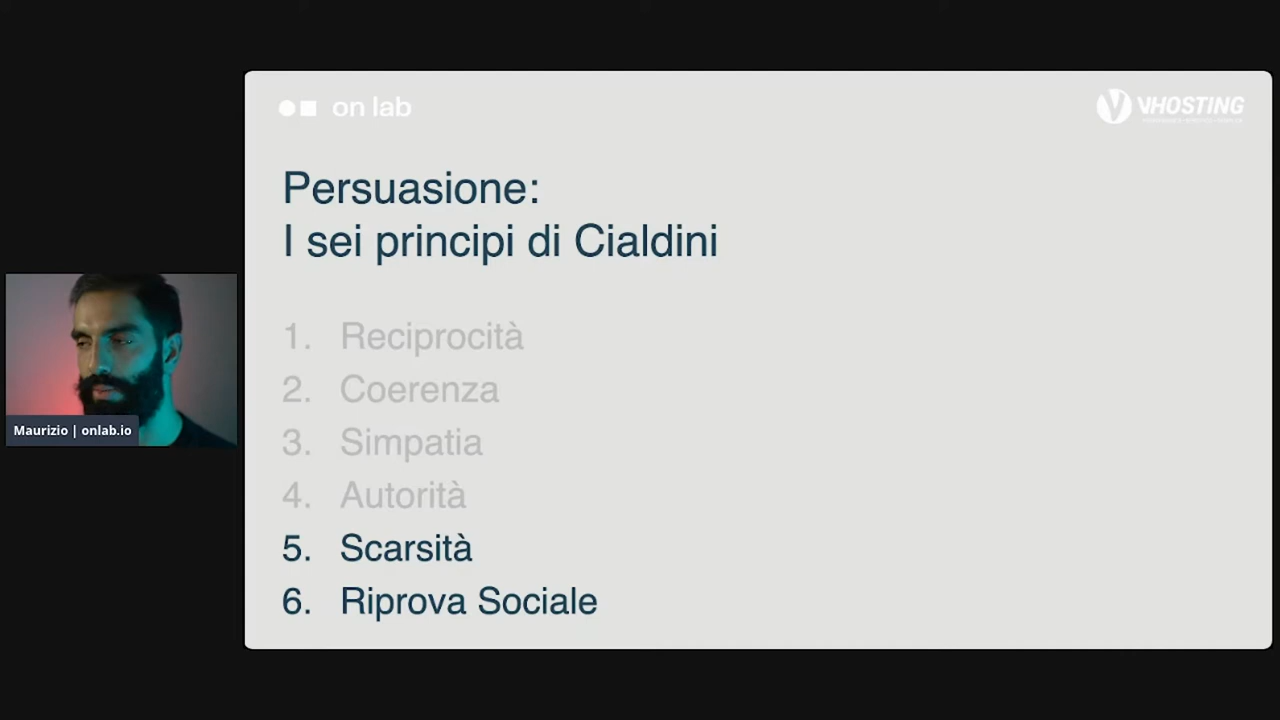 on lab
VHOSTING
Persuasione:
I sei principi di Cialdini
1. Reciprocità
2. Coerenza
3. Simpatia
4. Autorità
5. Scarsità
6. Riprova Sociale
Maurizio | onlab.io